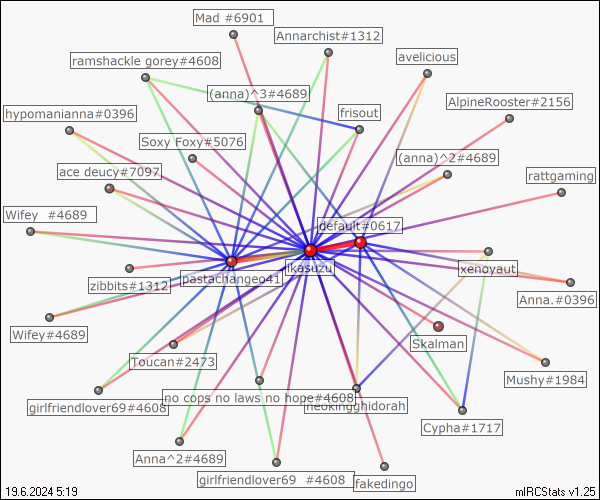 Mad #6901
Annarchist#1312
ramshackle gorey#4608
avelicious
(anna)^3#4689
AlpineRooster#2156
hypomanianna#0396
frisout
Soxy Foxy#5076
(anna)^2#4689
ace deucy#7097
rattgaming
Wifey #4689
default#0617
zibbits#1312
pastachangeo41
ikasuzu
xenoyaut
Anna.#0396
Wifey#4689
Skalman
Toucan#2473
Mushy#1984
no cops no laws no hope#4608
girlfriendlover69#4608
neokingghidorah
Cypha#1717
Anna^2#4689
girlfriendlover69 #4608
fakedingo
19.6.2024 5:19
mIRCStats v1.25